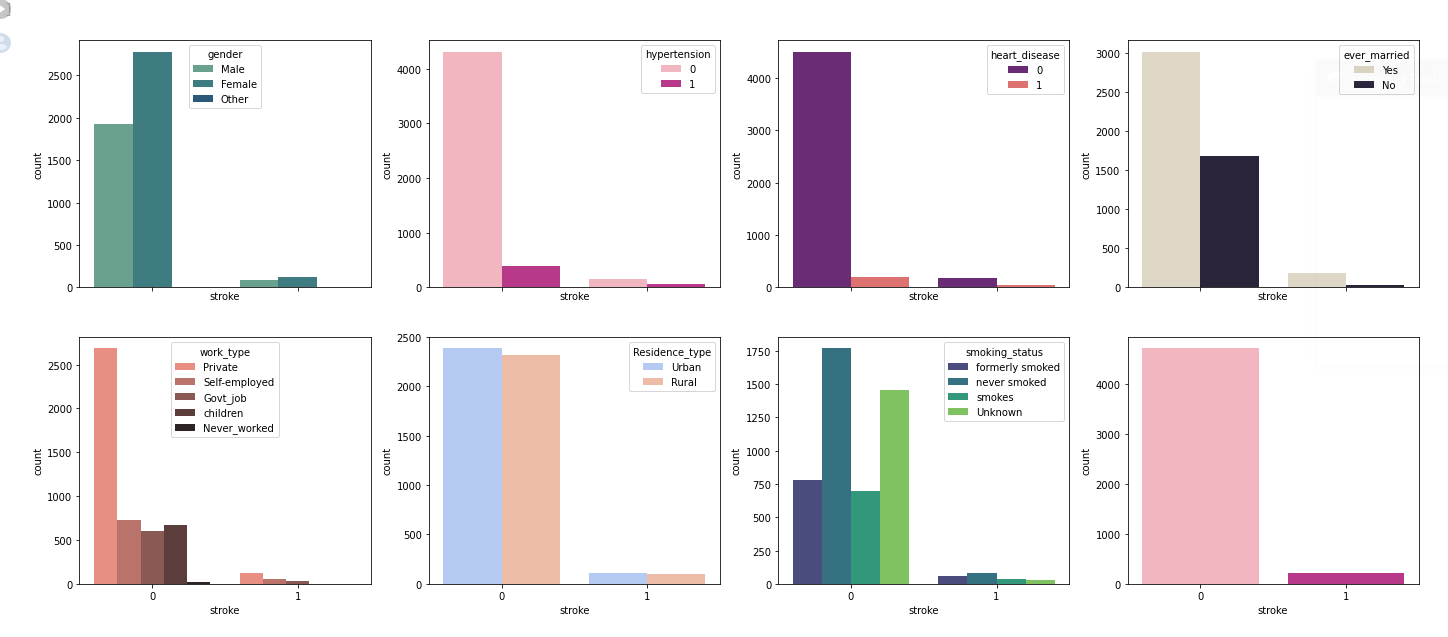 gender
Male
Female
Other
2500
2000
1500
1000
500
0
count
stroke
hypertension
0
1
4000
3000
2000
1000
0
count
stroke
heart_disease
0
1
4000
3000
2000
1000
0
count
stroke
ever_married
Yes
No
3000
2500
2000
1500
1000
500
0
count
stroke
work_type
Private
Self-employed
Govt_job
children
Never_worked
2500
2000
1500
1000
500
0
count
0 1
stroke
Residence_type
Urban
Rural
2500
2000
1500
1000
500
0
count
0 1
stroke
smoking_status
formerly smoked
never smoked
smokes
Unknown
1750
1500
1250
1000
750
500
250
0
count
0 1
stroke
4000
3000
2000
1000
0
count
0 1
stroke